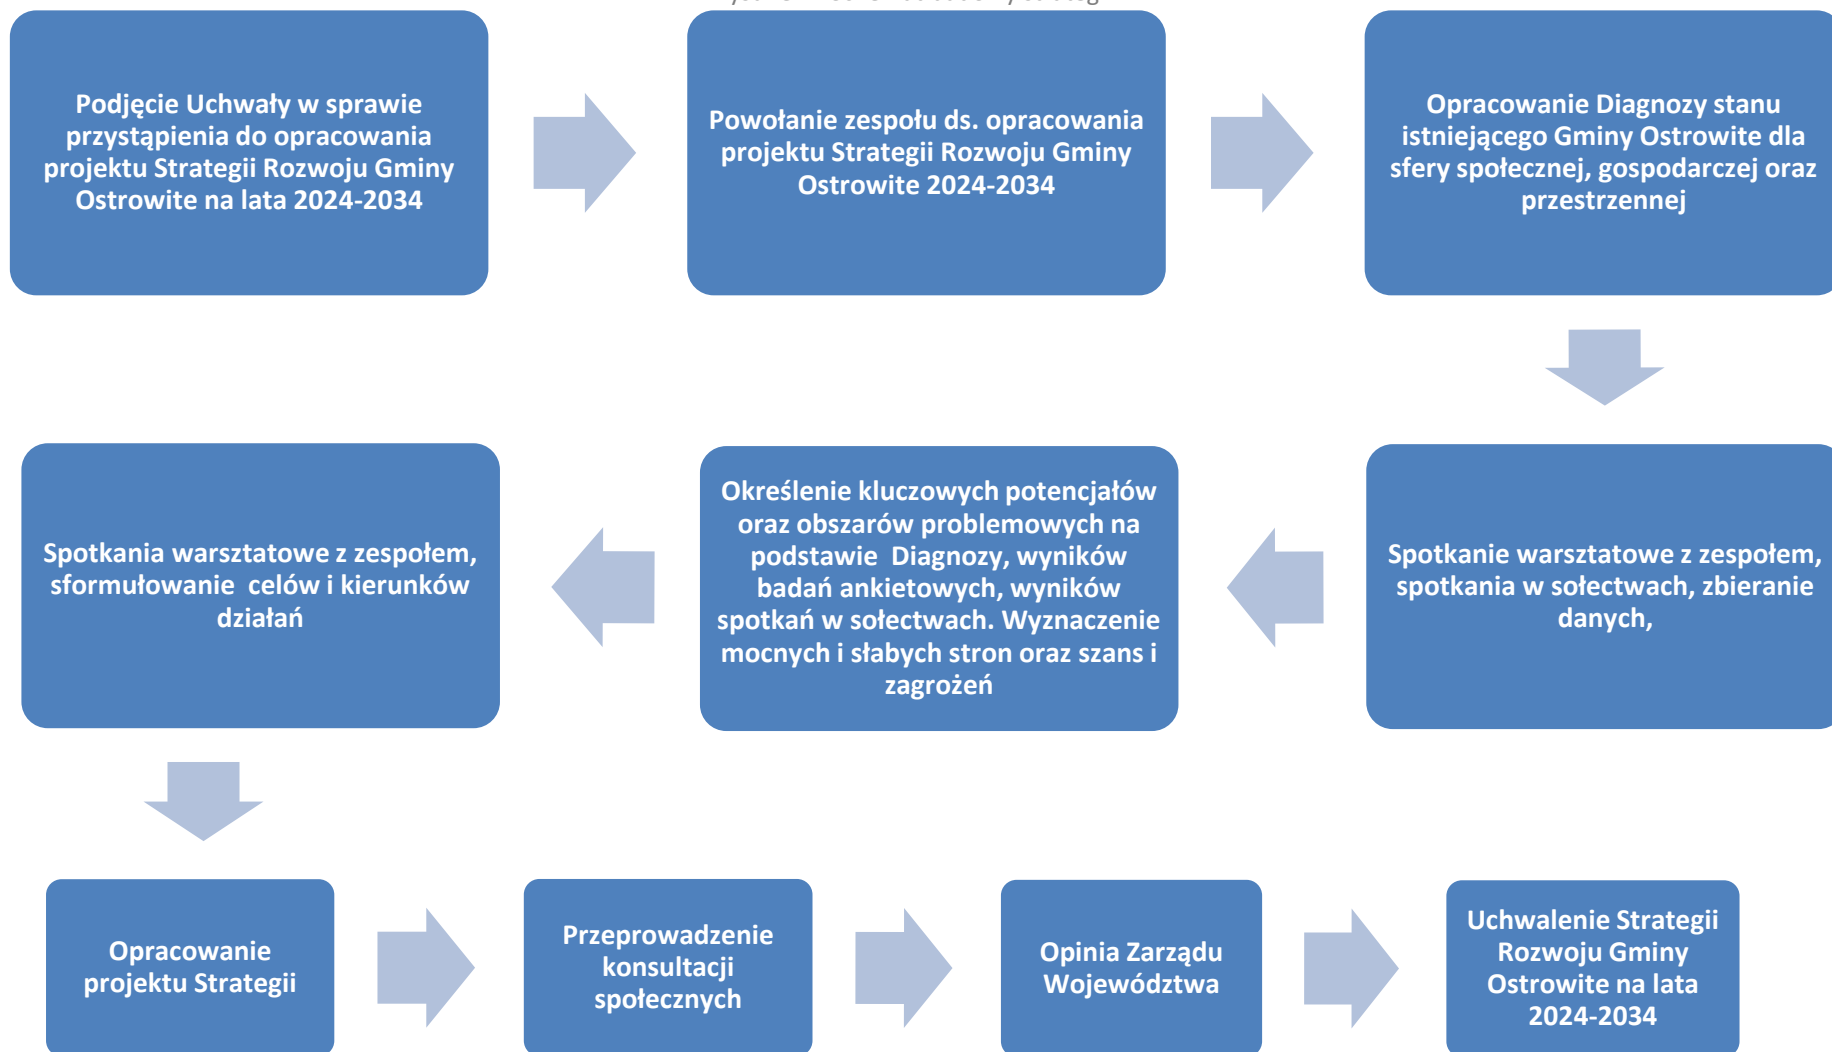 Podjęcie Uchwały w sprawie
przystąpienia do opracowania
projektu Strategii Rozwoju Gminy
Ostrowite na lata 2024-2034
Powołanie zespołu ds. opracowania
projektu Strategii Rozwoju Gminy
Ostrowite 2024-2034
Opracowanie Diagnozy stanu
istniejącego Gminy Ostrowite dla
sfery społecznej, gospodarczej oraz
przestrzennej
Spotkanie warsztatowe z zespołem,
spotkania w sołectwach, zbieranie
danych,
Określenie kluczowych potencjałów
oraz obszarów problemowych na
podstawie Diagnozy, wyników
badań ankietowych, wyników
spotkań w sołectwach. Wyznaczenie
mocnych i słabych stron oraz szans i
zagrożeń
Spotkania warsztatowe z zespołem,
sformułowanie celów i kierunków
działań
Opracowanie
projektu Strategii
Przeprowadzenie
konsultacji
społecznych
Opinia Zarządu
Województwa
Uchwalenie Strategii
Rozwoju Gminy
Ostrowite na lata
2024-2034